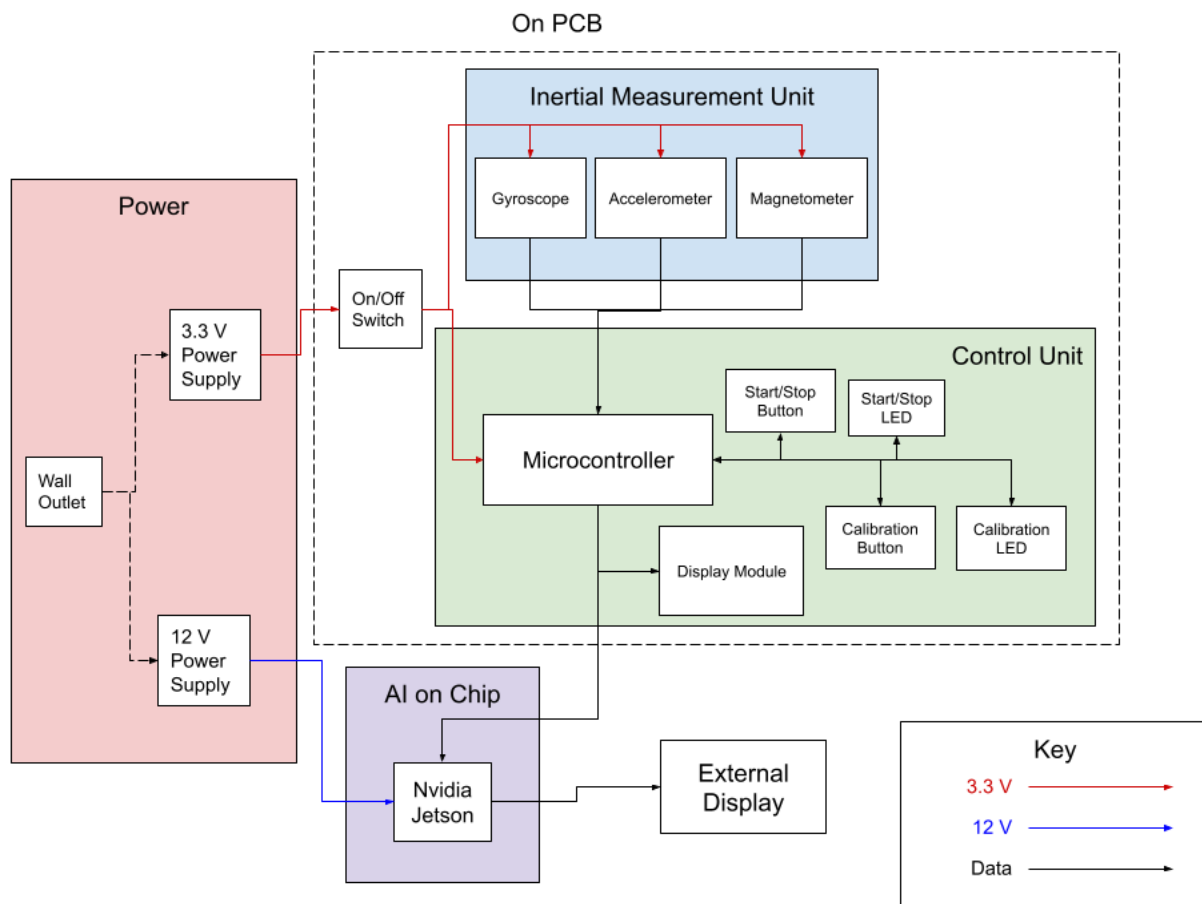 On PCB
Inertial Measurement Unit
Gyroscope
Accelerometer
Magnetometer
Power
On/Off
Switch
3.3 V
Power
Supply
Wall
Outlet
12 V
Power
Supply
Control Unit
Start/Stop
Button
Start/Stop
LED
Microcontroller
Calibration
Button
Calibration
LED
Display Module
AI on Chip
Nvidia
Jetson
External
Display
Key
3.3 V
12 V
Data